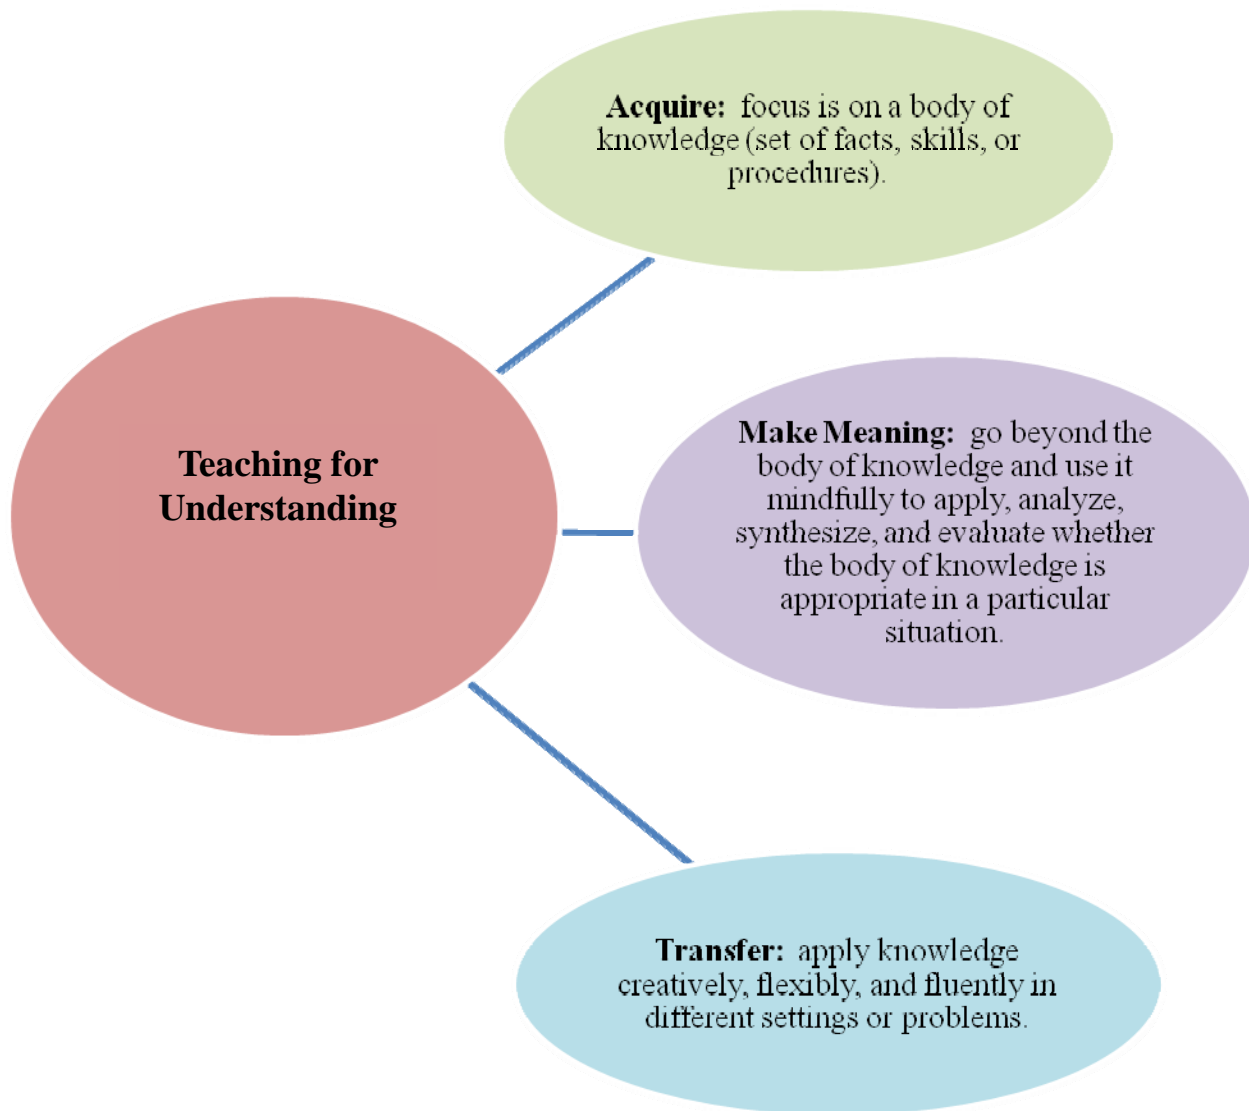 Acquire: focus is on a body of
knowledge (set of facts, skills, or
procedures).
Teaching for
Understanding
Make Meaning: go beyond the
body of knowledge and use it
mindfully to apply, analyze,
synthesize, and evaluate whether
the body of knowledge is
appropriate in a particular
situation.
Transfer: apply knowledge
creatively, flexibly, and fluently in
different settings or problems.